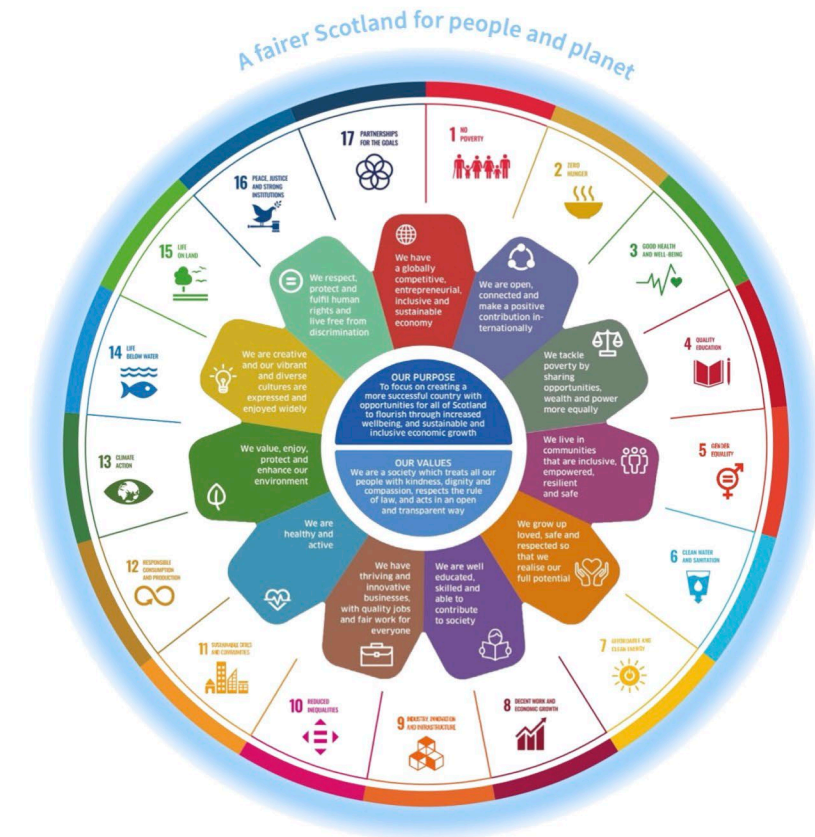 A fairer Scotland for people and planet
1 NO
POVERTY
2 ZERO
HUNGER
3 GOOD HEALTH
AND WELL-BEING
4 QUALITY
EDUCATION
5 GENDER
EQUALITY
6 CLEAN WATER
AND SANITATION
7 AFFORDABLE AND
CLEAN ENERGY
8 DECENT WORK AND
ECONOMIC GROWTH
9 INDUSTRY, INNOVATION
AND INFRASTRUCTURE
10 REDUCED
INEQUALITIES
11 SUSTAINABLE CITIES
AND COMMUNITIES
12 RESPONSIBLE
CONSUMPTION
AND PRODUCTION
13 CLIMATE
ACTION
14 LIFE
BELOW WATER
15 LIFE
ON LAND
16 PEACE, JUSTICE
AND STRONG
INSTITUTIONS
17 PARTNERSHIPS
FOR THE GOALS
We have
a globally
competitive,
entrepreneurial,
inclusive and
sustainable
economy
We are open,
connected and
make a positive
contribution in-
ternationally
We tackle
poverty by
sharing
opportunities,
wealth and power
more equally
We live in
communities
that are inclusive,
empowered,
resilient
and safe
We grow up
loved, safe and
respected so
that we
realise our
full potential
We are well
educated,
skilled and
able to
contribute
to society
We have
thriving and
innovative
businesses,
with quality jobs
and fair work for
everyone
We are
healthy and
active
We value, enjoy,
protect and
enhance our
environment
We are creative
and our vibrant
and diverse
cultures are
expressed and
enjoyed widely
We respect,
protect and
fulfil human
rights and
live free from
discrimination
OUR PURPOSE
To focus on creating a
more successful country with
opportunities for all of Scotland
to flourish through increased
wellbeing, and sustainable and
inclusive economic growth
OUR VALUES
We are a society which treats all our
people with kindness, dignity and
compassion, respects the rule
of law, and acts in an open
and transparent way